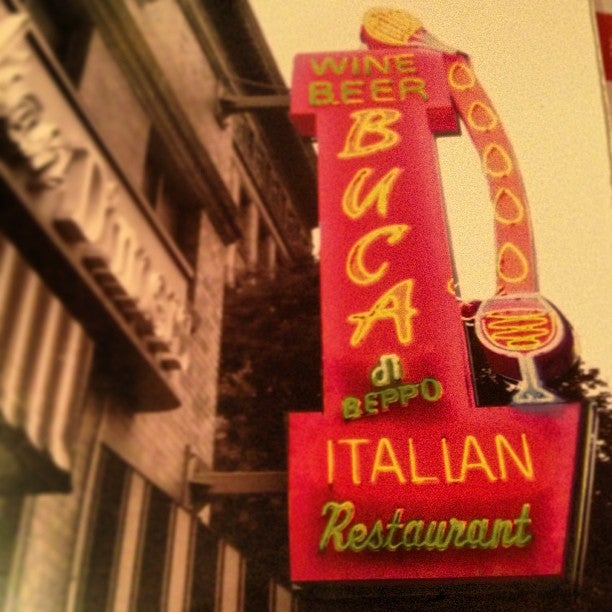 WINE
BEER
BUCA
di
BEPPO
ITALIAN
Restaurant